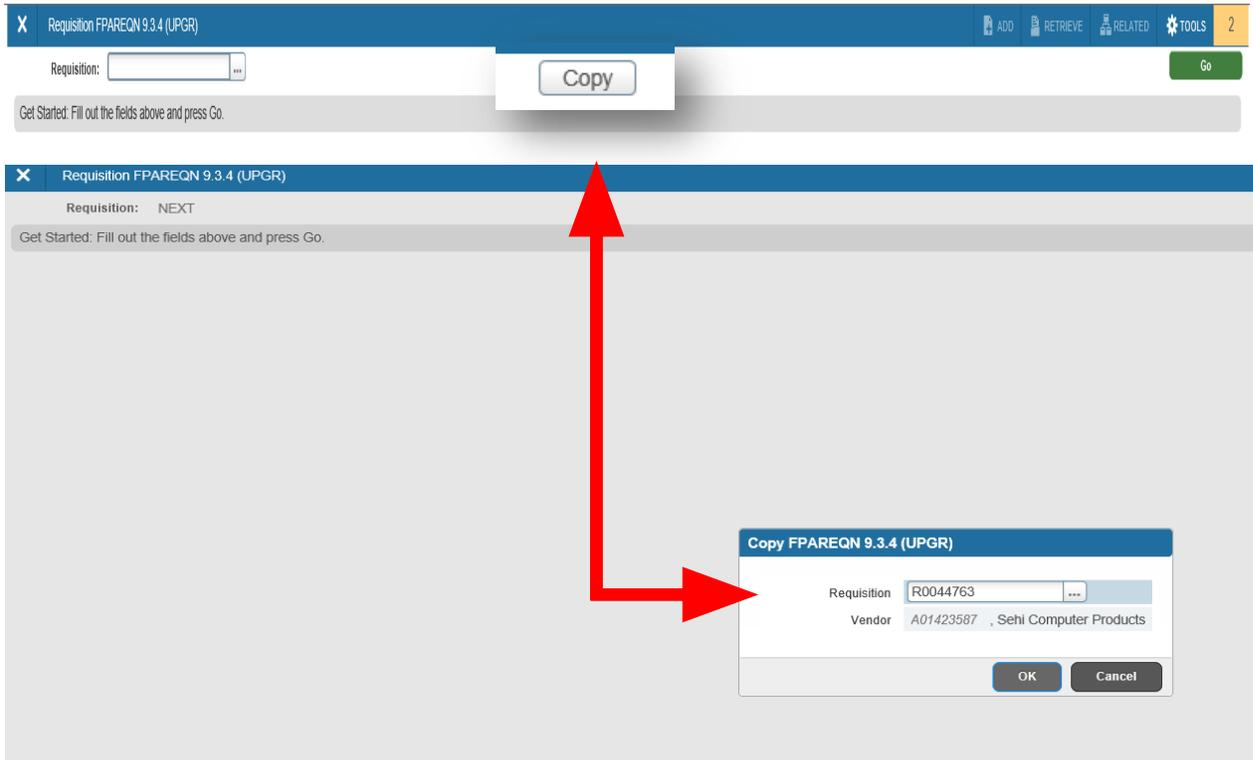 X Requisition FPAREQN 9.3.4 (UPGR) ADD RETRIEVE RELATED TOOLS 2
Requisition: ... Go
Copy
Get Started: Fill out the fields above and press Go.
X Requisition FPAREQN 9.3.4 (UPGR)
Requisition: NEXT
Get Started: Fill out the fields above and press Go.
Copy FPAREQN 9.3.4 (UPGR)
Requisition R0044763 ...
Vendor A01423587 , Sehi Computer Products
OK Cancel